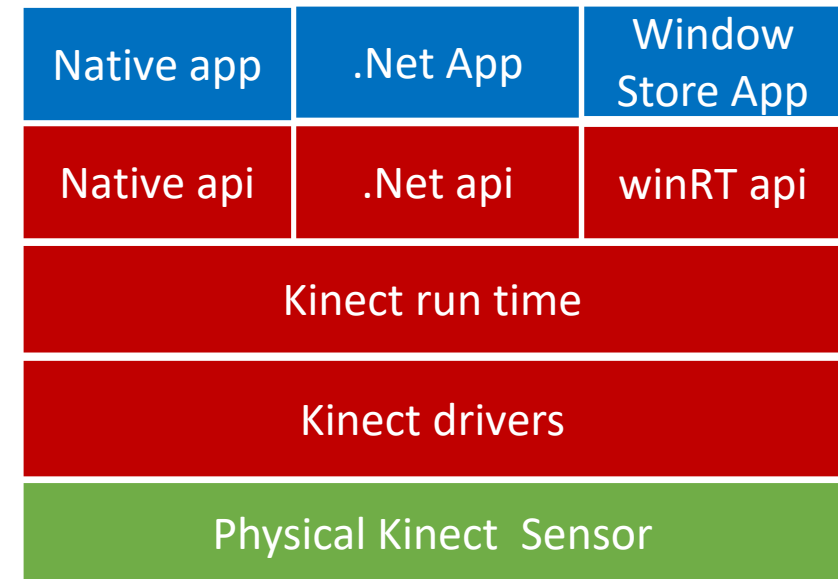 Native app
.Net App
Window
Store App
Native api
.Net api
winRT api
Kinect run time
Kinect drivers
Physical Kinect  Sensor